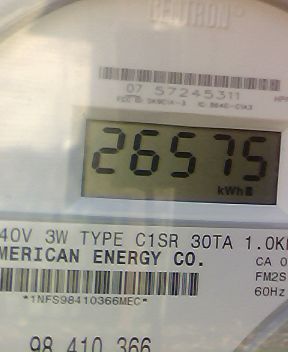 CENTRON®
07 57245311
26575
kWh
40V 3W TYPE C1SR 30TA 1.0K
MERICAN ENERGY CO.
CA 0
FM2S
*1NFS98410366MEC*
60Hz
98 410 366